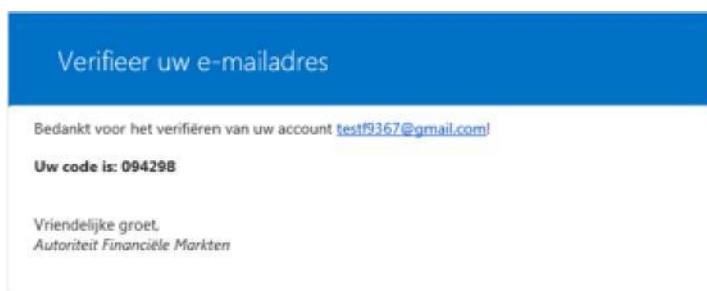 Verifieer uw e-mailadres
Bedankt voor het verifiëren van uw account testf9367@gmail.com!
Uw code is: 094298
Vriendelijke groet,
Autoriteit Financiële Markten